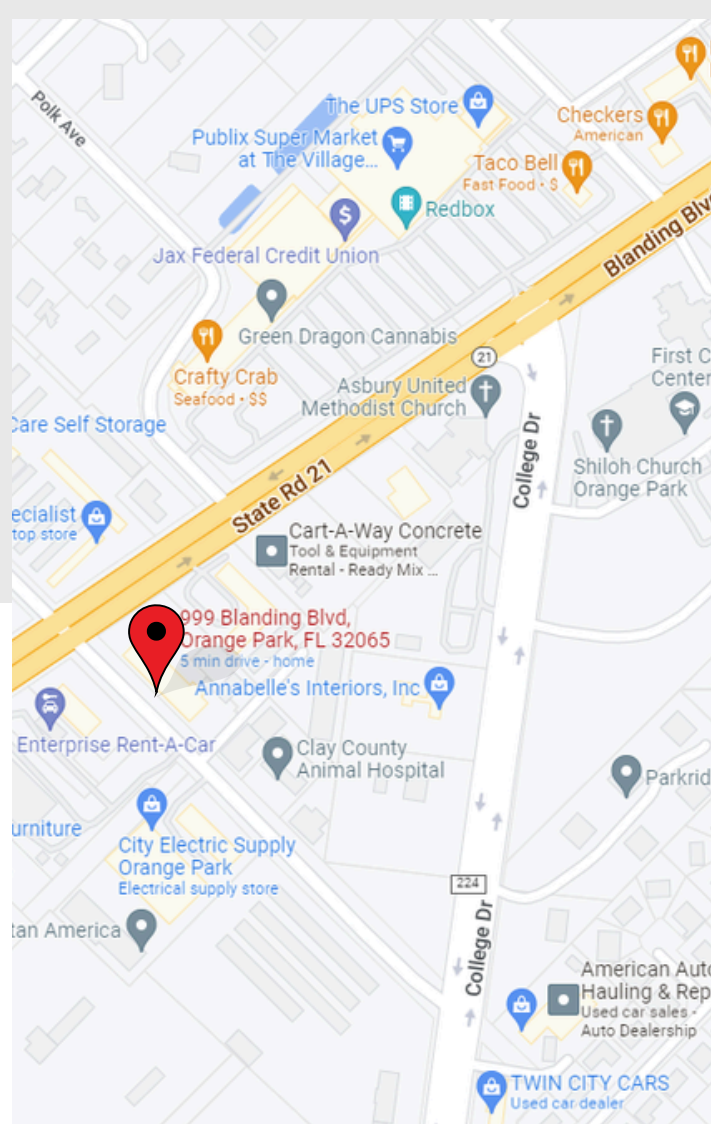 Polk Ave
The UPS Store
Publix Super Market
at The Village...
Checkers
American
Taco Bell
Fast Food · $
Redbox
$
Jax Federal Credit Union
Blanding Blv
Green Dragon Cannabis
21
Crafty Crab
Seafood · $$
Asbury United
Methodist Church
First C
Center
Care Self Storage
College Dr
Shiloh Church
Orange Park
State Rd 21
ecialist
top store
Cart-A-Way Concrete
Tool & Equipment
Rental - Ready Mix ...
999 Blanding Blvd,
Orange Park, FL 32065
5 min drive - home
Annabelle's Interiors, Inc
Enterprise Rent-A-Car
Clay County
Animal Hospital
Parkrid
urniture
City Electric Supply
Orange Park
Electrical supply store
224
tan America
College Dr
American Auto
Hauling & Rep
Used car sales -
Auto Dealership
TWIN CITY CARS
Used car dealer